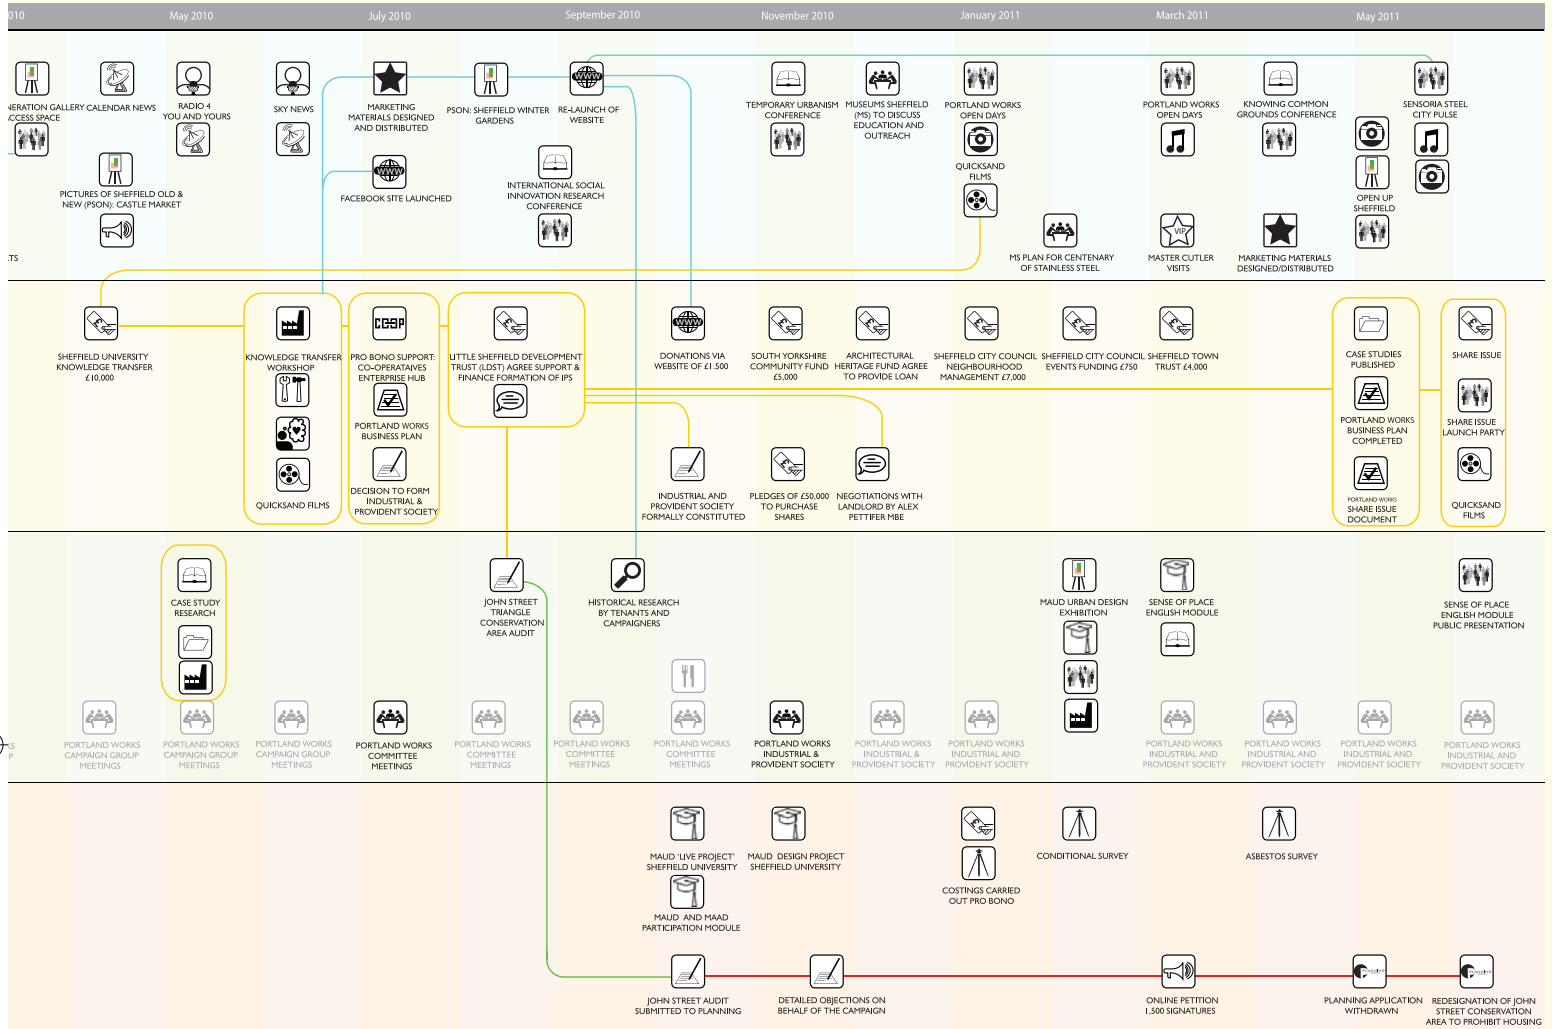 010
May 2010
July 2010
September 2010
November 2010
January 2011
March 2011
May 2011
NERATION GALLERY
ACCESS SPACE
CALENDAR NEWS
RADIO 4
YOU AND YOURS
SKY NEWS
MARKETING
MATERIALS DESIGNED
AND DISTRIBUTED
PSON: SHEFFIELD WINTER
GARDENS
WWW
RE-LAUNCH OF
WEBSITE
TEMPORARY URBANISM
CONFERENCE
MUSEUMS SHEFFIELD
(MS) TO DISCUSS
EDUCATION AND
OUTREACH
PORTLAND WORKS
OPEN DAYS
QUICKSAND
FILMS
PORTLAND WORKS
OPEN DAYS
KNOWING COMMON
GROUNDS CONFERENCE
SENSORIA STEEL
CITY PULSE
PICTURES OF SHEFFIELD OLD &
NEW (PSON): CASTLE MARKET
WWW
FACEBOOK SITE LAUNCHED
INTERNATIONAL SOCIAL
INNOVATION RESEARCH
CONFERENCE
OPEN UP
SHEFFIELD
TS
MS PLAN FOR CENTENARY
OF STAINLESS STEEL
VIP
MASTER CUTLER
VISITS
MARKETING MATERIALS
DESIGNED/DISTRIBUTED
£
SHEFFIELD UNIVERSITY
KNOWLEDGE TRANSFER
£10,000
KNOWLEDGE TRANSFER
WORKSHOP
QUICKSAND FILMS
CO-OP
PRO BONO SUPPORT:
CO-OPERATAIVES
ENTERPRISE HUB
PORTLAND WORKS
BUSINESS PLAN
DECISION TO FORM
INDUSTRIAL &
PROVIDENT SOCIETY
£
LITTLE SHEFFIELD DEVELOPMENT
TRUST (LDST) AGREE SUPPORT &
FINANCE FORMATION OF IPS
WWW
DONATIONS VIA
WEBSITE OF £1.500
£
SOUTH YORKSHIRE
COMMUNITY FUND
£5,000
£
ARCHITECTURAL
HERITAGE FUND AGREE
TO PROVIDE LOAN
£
SHEFFIELD CITY COUNCIL
NEIGHBOURHOOD
MANAGEMENT £7,000
£
SHEFFIELD CITY COUNCIL
EVENTS FUNDING £750
£
SHEFFIELD TOWN
TRUST £4,000
CASE STUDIES
PUBLISHED
PORTLAND WORKS
BUSINESS PLAN
COMPLETED
PORTLAND WORKS
SHARE ISSUE
DOCUMENT
£
SHARE ISSUE
SHARE ISSUE
LAUNCH PARTY
QUICKSAND
FILMS
INDUSTRIAL AND
PROVIDENT SOCIETY
FORMALLY CONSTITUTED
£
PLEDGES OF £50,000
TO PURCHASE
SHARES
NEGOTIATIONS WITH
LANDLORD BY ALEX
PETTIFER MBE
CASE STUDY
RESEARCH
JOHN STREET
TRIANGLE
CONSERVATION
AREA AUDIT
HISTORICAL RESEARCH
BY TENANTS AND
CAMPAIGNERS
MAUD URBAN DESIGN
EXHIBITION
SENSE OF PLACE
ENGLISH MODULE
SENSE OF PLACE
ENGLISH MODULE
PUBLIC PRESENTATION
KS
P
PORTLAND WORKS
CAMPAIGN GROUP
MEETINGS
PORTLAND WORKS
CAMPAIGN GROUP
MEETINGS
PORTLAND WORKS
CAMPAIGN GROUP
MEETINGS
PORTLAND WORKS
COMMITTEE
MEETINGS
PORTLAND WORKS
COMMITTEE
MEETINGS
PORTLAND WORKS
COMMITTEE
MEETINGS
PORTLAND WORKS
COMMITTEE
MEETINGS
PORTLAND WORKS
INDUSTRIAL &
PROVIDENT SOCIETY
PORTLAND WORKS
INDUSTRIAL &
PROVIDENT SOCIETY
PORTLAND WORKS
INDUSTRIAL AND
PROVIDENT SOCIETY
PORTLAND WORKS
INDUSTRIAL AND
PROVIDENT SOCIETY
PORTLAND WORKS
INDUSTRIAL AND
PROVIDENT SOCIETY
PORTLAND WORKS
INDUSTRIAL AND
PROVIDENT SOCIETY
PORTLAND WORKS
INDUSTRIAL AND
PROVIDENT SOCIETY
MAUD 'LIVE PROJECT'
SHEFFIELD UNIVERSITY
MAUD DESIGN PROJECT
SHEFFIELD UNIVERSITY
£
COSTINGS CARRIED
OUT PRO BONO
CONDITIONAL SURVEY
ASBESTOS SURVEY
MAUD AND MAAD
PARTICIPATION MODULE
JOHN STREET AUDIT
SUBMITTED TO PLANNING
DETAILED OBJECTIONS ON
BEHALF OF THE CAMPAIGN
ONLINE PETITION
1,500 SIGNATURES
PLANNING APPLICATION
WITHDRAWN
REDESIGNATION OF JOHN
STREET CONSERVATION
AREA TO PROHIBIT HOUSING